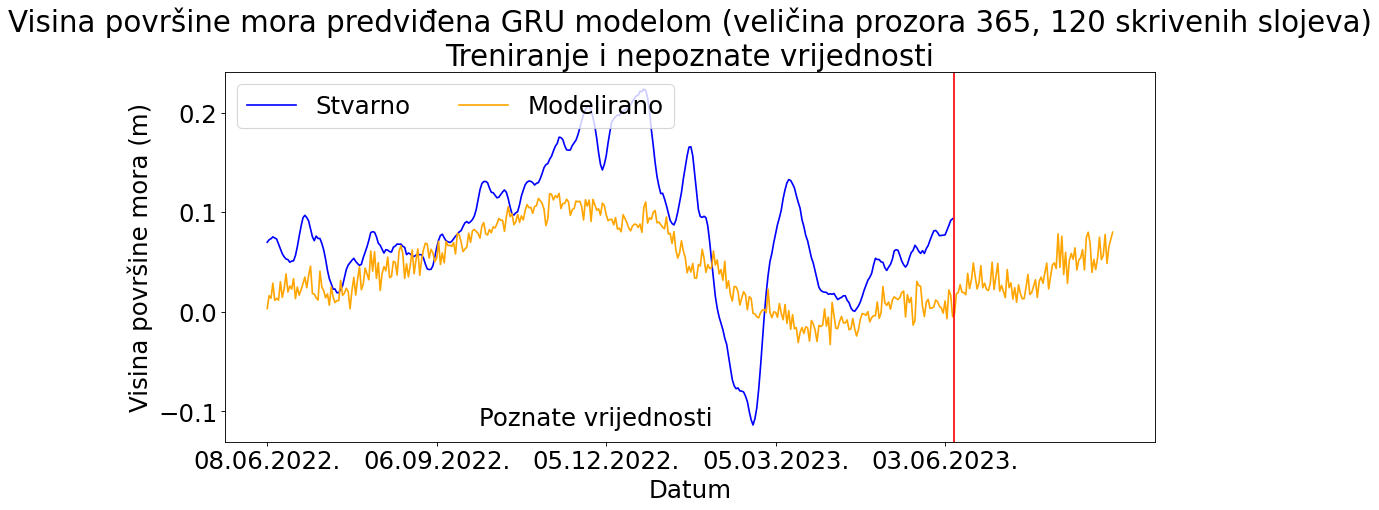 Visina površine mora predviđena GRU modelom (veličina prozora 365, 120 skrivenih slojeva)
Treniranje i nepoznate vrijednosti
Stvarno Modelirano
Visina površine mora (m)
0.2
0.1
0.0
−0.1
Poznate vrijednosti
08.06.2022. 06.09.2022. 05.12.2022. 05.03.2023. 03.06.2023.
Datum